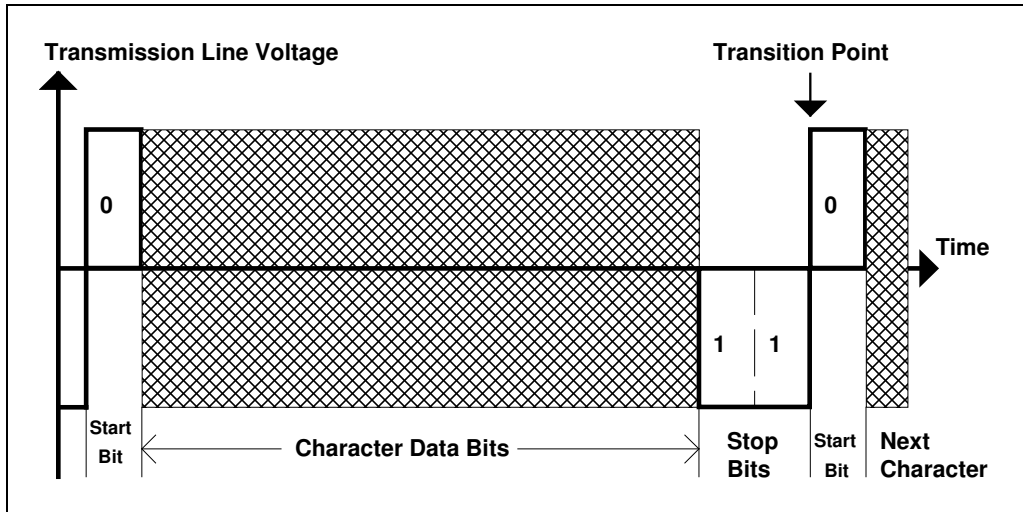 Transmission Line Voltage
Transition Point
0
0
Time
1 1
Start
Bit
Character Data Bits
Stop
Bits
Start
Bit
Next
Character